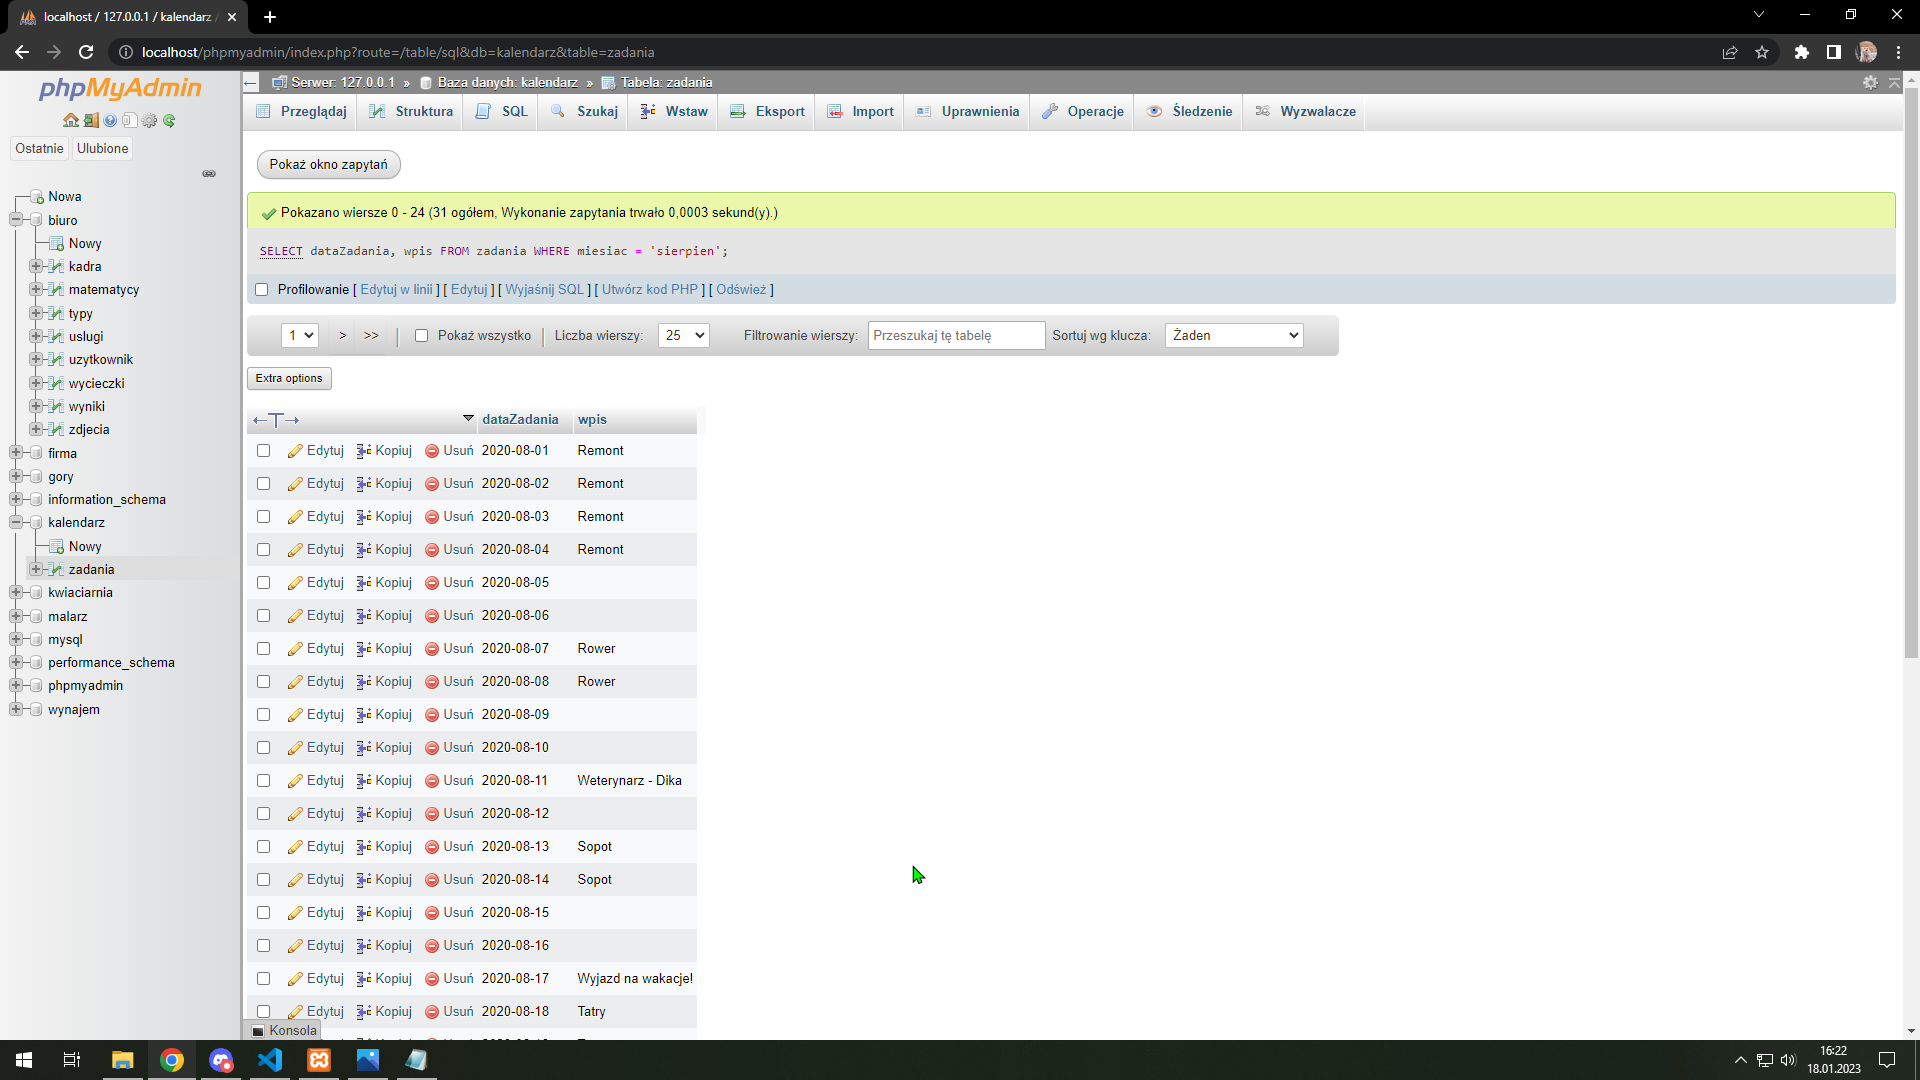 localhost / 127.0.0.1 / kalendarz /
localhost/phpmyadmin/index.php?route=/table/sql&db=kalendarz&table=zadania
phpMyAdmin
Ostatnie Ulubione
Nowa
biuro
Nowy
kadra
matematycy
typy
uslugi
uzytkownik
wycieczki
wyniki
zdjecia
firma
gory
information_schema
kalendarz
Nowy
zadania
kwiaciarnia
malarz
mysql
performance_schema
phpmyadmin
wynajem
Serwer: 127.0.0.1 » Baza danych: kalendarz » Tabela: zadania
Przeglądaj Struktura SQL Szukaj Wstaw Eksport Import Uprawnienia Operacje Śledzenie Wyzwalacze
Pokaż okno zapytań
Pokazano wiersze 0 - 24 (31 ogółem, Wykonanie zapytania trwało 0,0003 sekund(y).)
SELECT dataZadania, wpis FROM zadania WHERE miesiac = 'sierpien';
Profilowanie [ Edytuj w linii ] [ Edytuj ] [ Wyjaśnij SQL ] [ Utwórz kod PHP ] [ Odśwież ]
1 > >> | Pokaż wszystko | Liczba wierszy: 25 Filtrowanie wierszy: Przeszukaj tę tabelę Sortuj wg klucza: Żaden
Extra options
←T→ dataZadania wpis
Edytuj Kopiuj Usuń 2020-08-01 Remont
Edytuj Kopiuj Usuń 2020-08-02 Remont
Edytuj Kopiuj Usuń 2020-08-03 Remont
Edytuj Kopiuj Usuń 2020-08-04 Remont
Edytuj Kopiuj Usuń 2020-08-05
Edytuj Kopiuj Usuń 2020-08-06
Edytuj Kopiuj Usuń 2020-08-07 Rower
Edytuj Kopiuj Usuń 2020-08-08 Rower
Edytuj Kopiuj Usuń 2020-08-09
Edytuj Kopiuj Usuń 2020-08-10
Edytuj Kopiuj Usuń 2020-08-11 Weterynarz - Dika
Edytuj Kopiuj Usuń 2020-08-12
Edytuj Kopiuj Usuń 2020-08-13 Sopot
Edytuj Kopiuj Usuń 2020-08-14 Sopot
Edytuj Kopiuj Usuń 2020-08-15
Edytuj Kopiuj Usuń 2020-08-16
Edytuj Kopiuj Usuń 2020-08-17 Wyjazd na wakacje!
Edytuj Kopiuj Usuń 2020-08-18 Tatry
Konsola
16:22
18.01.2023